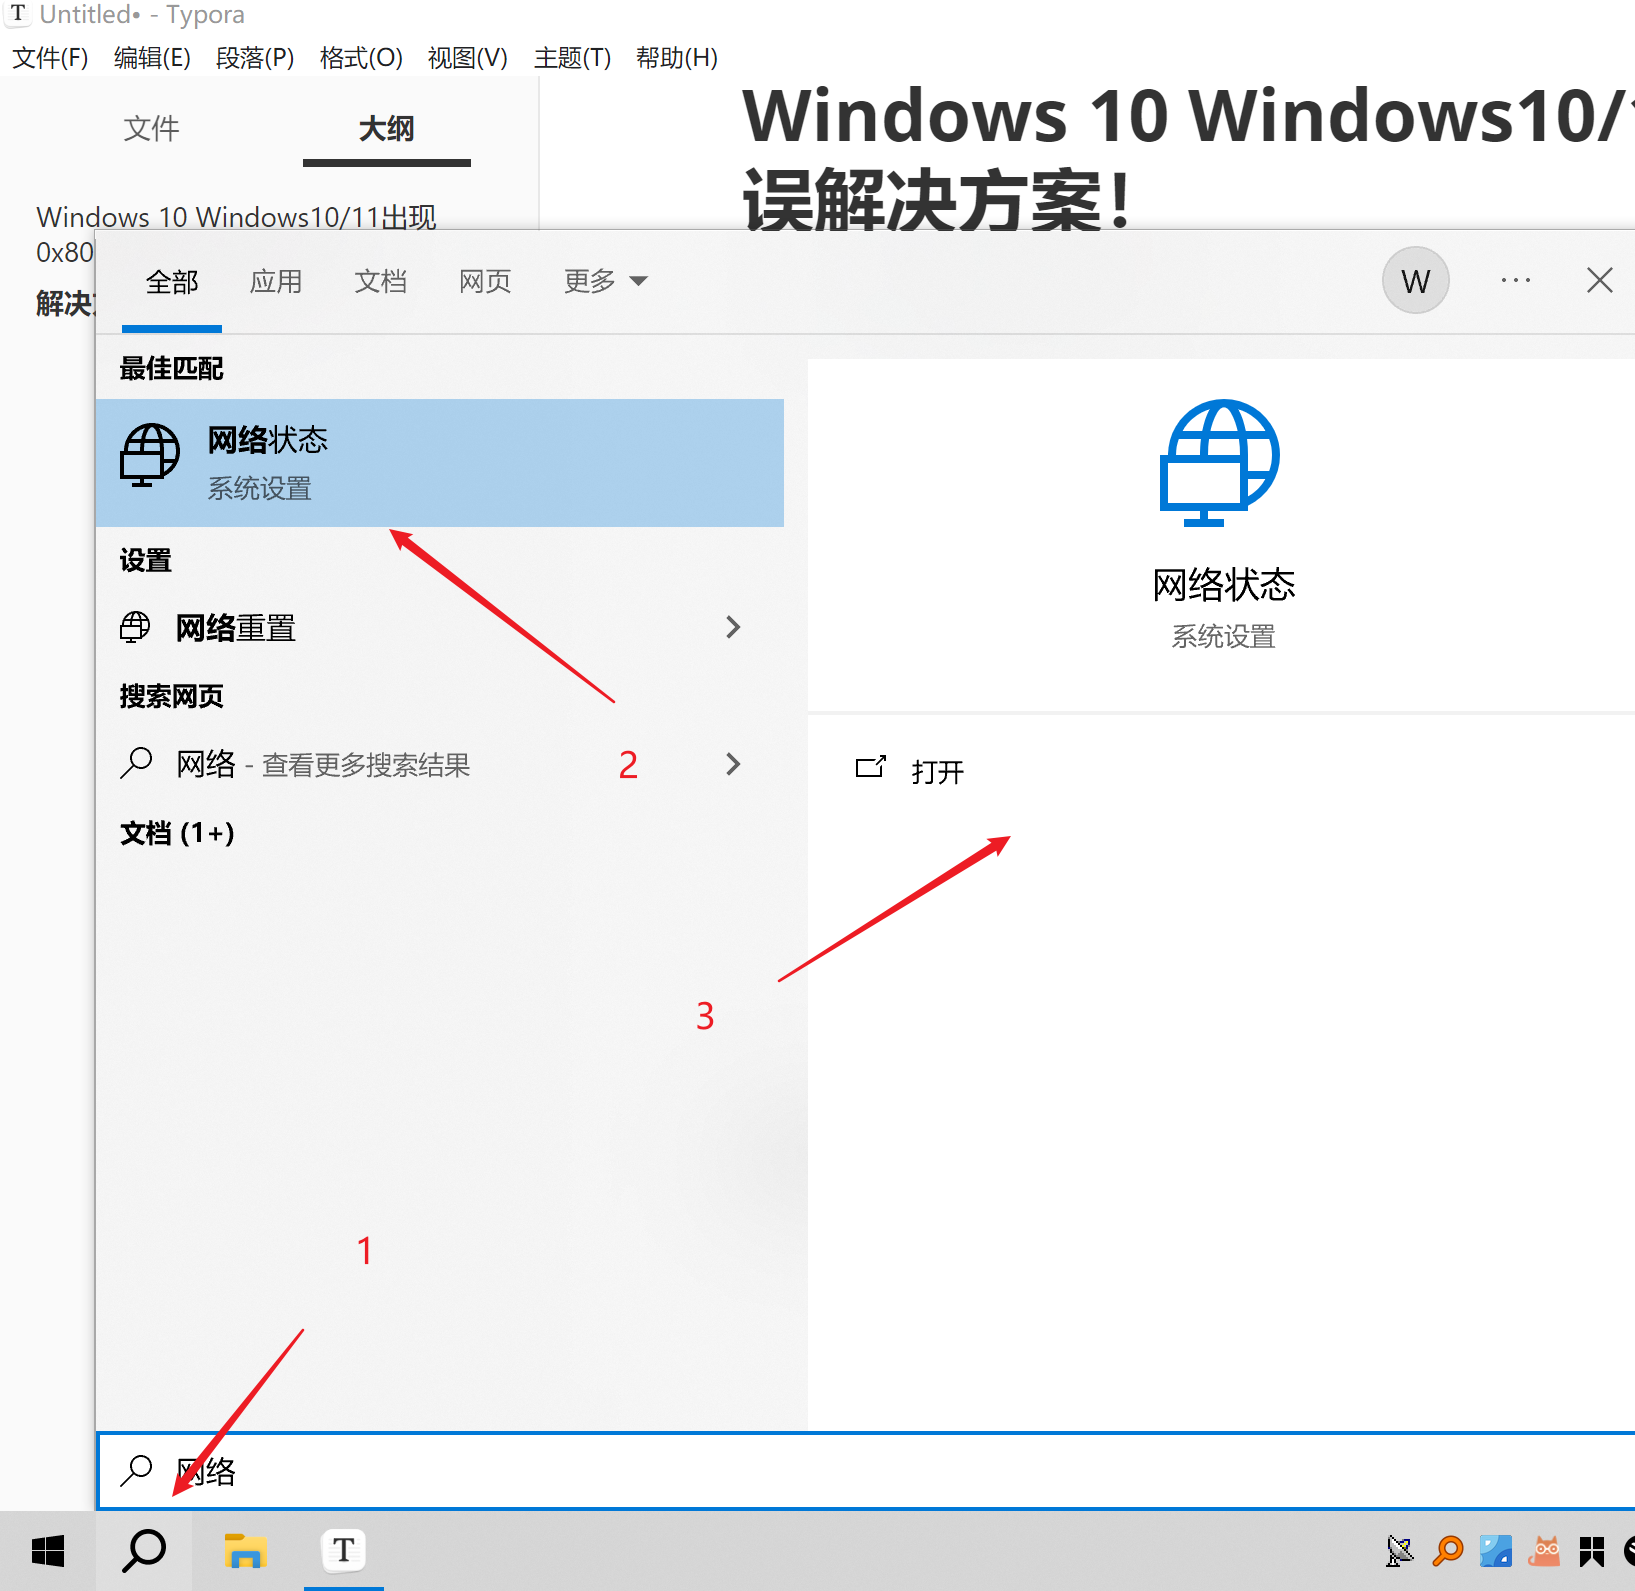 Untitled• - Typora
文件(F) 编辑(E) 段落(P) 格式(O) 视图(V) 主题(T) 帮助(H)
文件 大纲
Windows 10 Windows10/
误解决方案！
Windows 10 Windows10/11出现
0x80
解决
全部 应用 文档 网页 更多
W
最佳匹配
网络状态
系统设置
设置
网络重置
搜索网页
网络 - 查看更多搜索结果
文档 (1+)
网络状态
系统设置
打开
2
3
1
网络
T